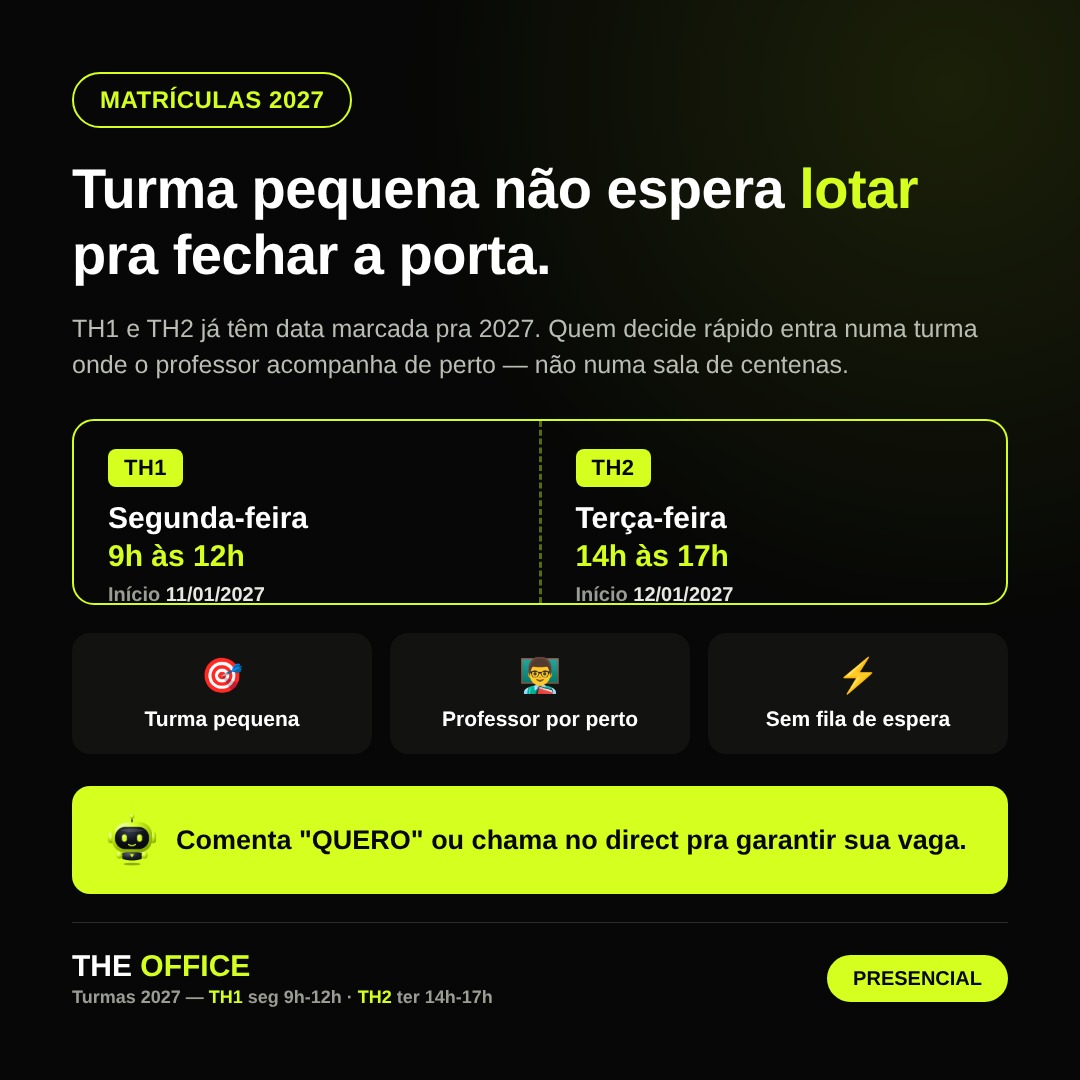 MATRÍCULAS 2027
Turma pequena não espera lotar
pra fechar a porta.
TH1 e TH2 já têm data marcada pra 2027. Quem decide rápido entra numa turma
onde o professor acompanha de perto — não numa sala de centenas.
TH1
Segunda-feira
9h às 12h
Início 11/01/2027
TH2
Terça-feira
14h às 17h
Início 12/01/2027
Turma pequena
Professor por perto
Sem fila de espera
Comenta "QUERO" ou chama no direct pra garantir sua vaga.
THE OFFICE
Turmas 2027 — TH1 seg 9h-12h · TH2 ter 14h-17h
PRESENCIAL